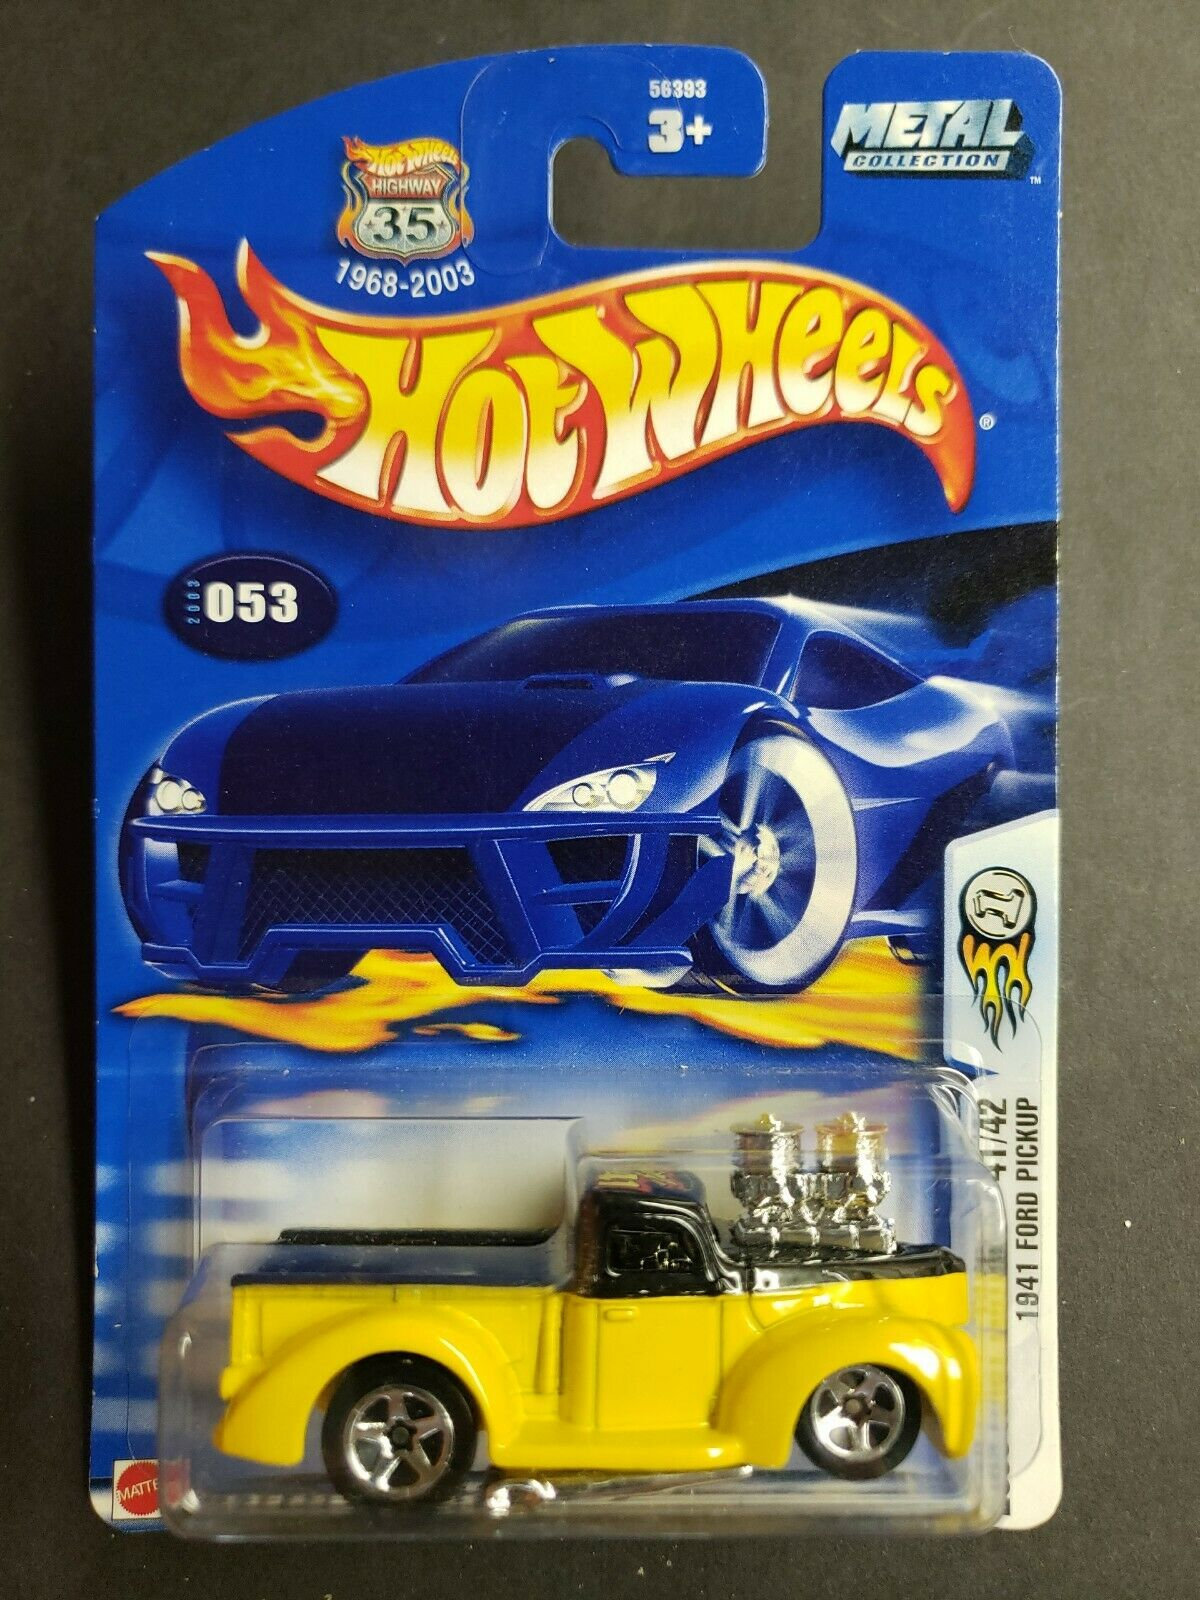 56393
3+
METAL
COLLECTION
™
Hot Wheels
HIGHWAY
35
1968-2003
Hot Wheels
®
2003
053
41/42
1941 FORD PICKUP